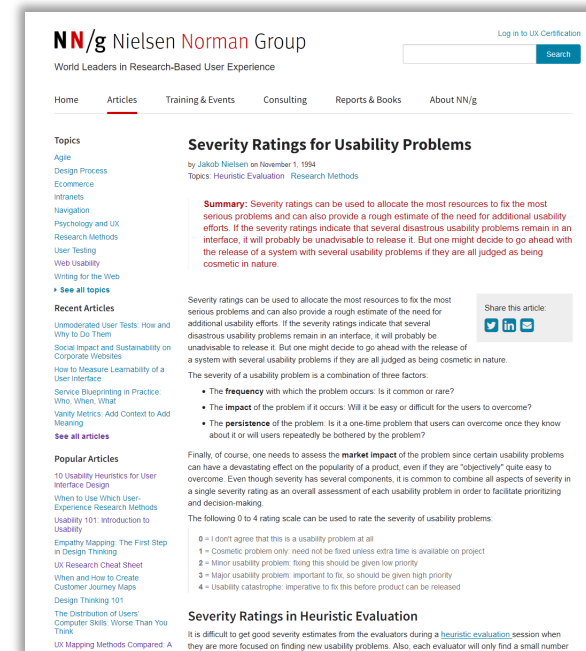 NN/g Nielsen Norman Group
World Leaders in Research-Based User Experience
Log in to UX Certification
Search
Home Articles Training & Events Consulting Reports & Books About NN/g
Topics
Agile
Design Process
Ecommerce
Intranets
Navigation
Psychology and UX
Research Methods
User Testing
Web Usability
Writing for the Web
See all topics
Recent Articles
Unmoderated User Tests: How and
Why to Do Them
Social Impact and Sustainability on
Corporate Websites
How to Measure Learnability of a
User Interface
Service Blueprinting in Practice:
Who, When, What
Vanity Metrics: Add Context to Add
Meaning
See all articles
Popular Articles
10 Usability Heuristics for User
Interface Design
When to Use Which User-
Experience Research Methods
Usability 101: Introduction to
Usability
Empathy Mapping: The First Step
in Design Thinking
UX Research Cheat Sheet
When and How to Create
Customer Journey Maps
Design Thinking 101
The Distribution of Users'
Computer Skills: Worse Than You
Think
UX Mapping Methods Compared: A
Severity Ratings for Usability Problems
by Jakob Nielsen on November 1, 1994
Topics: Heuristic Evaluation Research Methods
Summary: Severity ratings can be used to allocate the most resources to fix the most
serious problems and can also provide a rough estimate of the need for additional usability
efforts. If the severity ratings indicate that several disastrous usability problems remain in an
interface, it will probably be unadvisable to release it. But one might decide to go ahead with
the release of a system with several usability problems if they are all judged as being
cosmetic in nature.
Severity ratings can be used to allocate the most resources to fix the most
serious problems and can also provide a rough estimate of the need for
additional usability efforts. If the severity ratings indicate that several
disastrous usability problems remain in an interface, it will probably be
unadvisable to release it. But one might decide to go ahead with the release of
a system with several usability problems if they are all judged as being cosmetic in nature.
Share this article:
The severity of a usability problem is a combination of three factors:
• The frequency with which the problem occurs: Is it common or rare?
• The impact of the problem if it occurs: Will it be easy or difficult for the users to overcome?
• The persistence of the problem: Is it a one-time problem that users can overcome once they know
about it or will users repeatedly be bothered by the problem?
Finally, of course, one needs to assess the market impact of the problem since certain usability problems
can have a devastating effect on the popularity of a product, even if they are "objectively" quite easy to
overcome. Even though severity has several components, it is common to combine all aspects of severity in
a single severity rating as an overall assessment of each usability problem in order to facilitate prioritizing
and decision-making.
The following 0 to 4 rating scale can be used to rate the severity of usability problems:
0 = I don't agree that this is a usability problem at all
1 = Cosmetic problem only: need not be fixed unless extra time is available on project
2 = Minor usability problem: fixing this should be given low priority
3 = Major usability problem: important to fix, so should be given high priority
4 = Usability catastrophe: imperative to fix this before product can be released
Severity Ratings in Heuristic Evaluation
It is difficult to get good severity estimates from the evaluators during a heuristic evaluation session when
they are more focused on finding new usability problems. Also, each evaluator will only find a small number